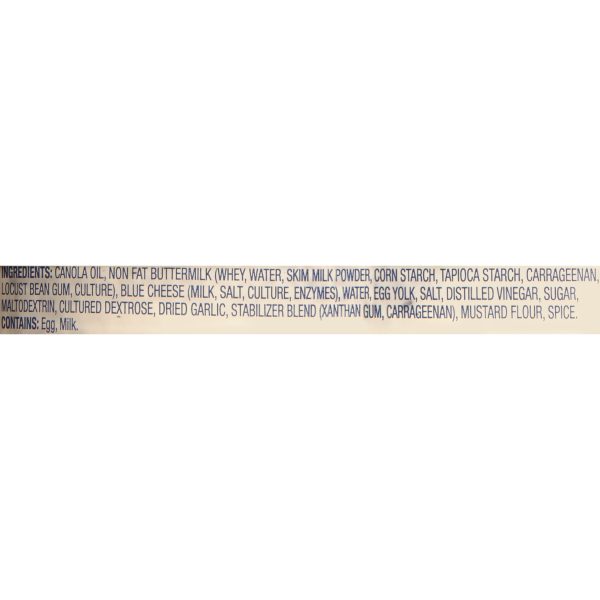 INGREDIENTS: CANOLA OIL, NON FAT BUTTERMILK (WHEY, WATER, SKIM MILK POWDER, CORN STARCH, TAPIOCA STARCH, CARRAGEENAN,
LOCUST BEAN GUM, CULTURE), BLUE CHEESE (MILK, SALT, CULTURE, ENZYMES), WATER, EGG YOLK, SALT, DISTILLED VINEGAR, SUGAR,
MALTODEXTRIN, CULTURED DEXTROSE, DRIED GARLIC, STABILIZER BLEND (XANTHAN GUM, CARRAGEENAN), MUSTARD FLOUR, SPICE.
CONTAINS: Egg, Milk.